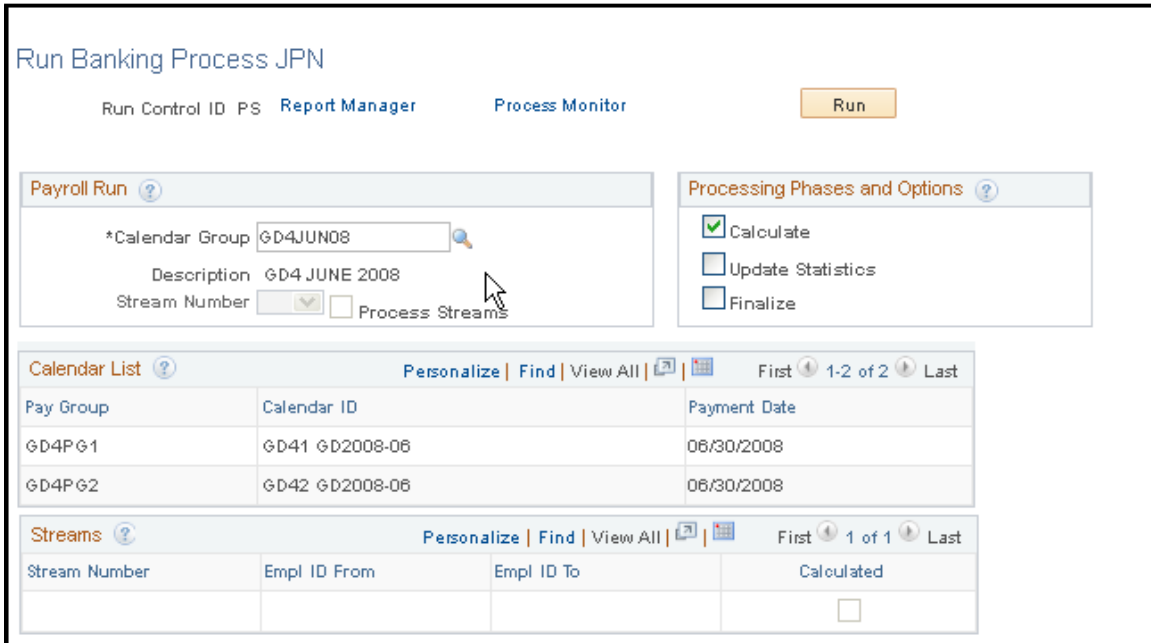 Run Banking Process JPN
Run Control ID PS Report Manager Process Monitor Run
Payroll Run
*Calendar Group GD4JUN08
Description GD4 JUNE 2008
Stream Number Process Streams
Processing Phases and Options
Calculate
Update Statistics
Finalize
Calendar List Personalize | Find | View All | | First 1-2 of 2 Last
Pay Group Calendar ID Payment Date
GD4PG1 GD41 GD2008-06 06/30/2008
GD4PG2 GD42 GD2008-06 06/30/2008
Streams Personalize | Find | View All | | First 1 of 1 Last
Stream Number Empl ID From Empl ID To Calculated